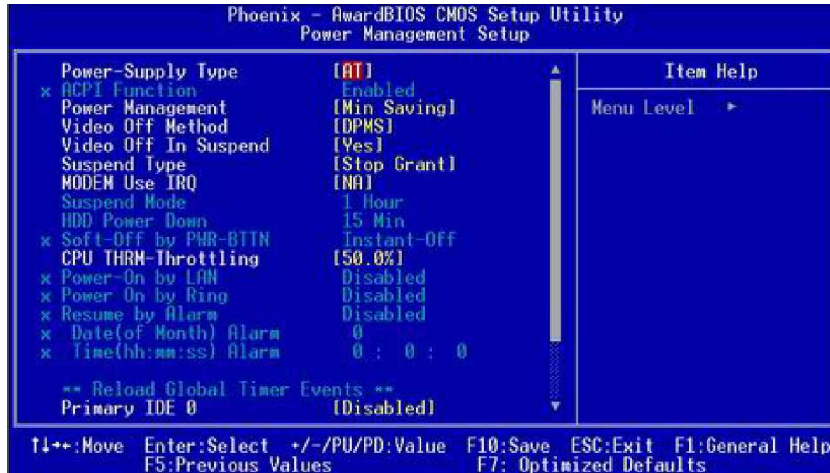 Phoenix - AwardBIOS CMOS Setup Utility
Power Management Setup
Power-Supply Type [AT]
x ACPI Function Enabled
Power Management [Min Saving]
Video Off Method [DPMS]
Video Off In Suspend [Yes]
Suspend Type [Stop Grant]
MODEM Use IRQ [NA]
Suspend Mode 1 Hour
HDD Power Down 15 Min
x Soft-Off by PWR-BTTN Instant-Off
CPU THRM-Throttling [50.0%]
x Power-On by LAN Disabled
x Power On by Ring Disabled
x Resume by Alarm Disabled
x Date(of Month) Alarm 0
x Time(hh:mm:ss) Alarm 0 : 0 : 0
** Reload Global Timer Events **
Primary IDE 0 [Disabled]
Item Help
Menu Level ►
↑↓→←:Move Enter:Select +/-/PU/PD:Value F10:Save ESC:Exit F1:General Help
F5:Previous Values F7: Optimized Defaults